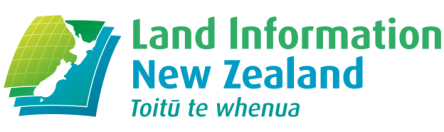 Land Information
New Zealand
Toitū te whenua